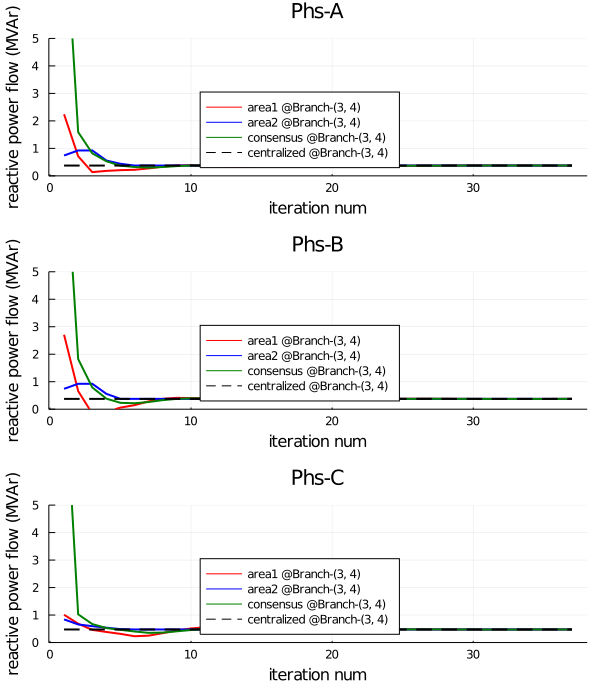 Phs-A
reactive power flow (MVAr)
5
4
3
2
1
0
area1 @Branch-(3, 4)
area2 @Branch-(3, 4)
consensus @Branch-(3, 4)
centralized @Branch-(3, 4)
0
10
20
30
iteration num
Phs-B
reactive power flow (MVAr)
5
4
3
2
1
0
area1 @Branch-(3, 4)
area2 @Branch-(3, 4)
consensus @Branch-(3, 4)
centralized @Branch-(3, 4)
0
10
20
30
iteration num
Phs-C
reactive power flow (MVAr)
5
4
3
2
1
0
area1 @Branch-(3, 4)
area2 @Branch-(3, 4)
consensus @Branch-(3, 4)
centralized @Branch-(3, 4)
0
10
20
30
iteration num